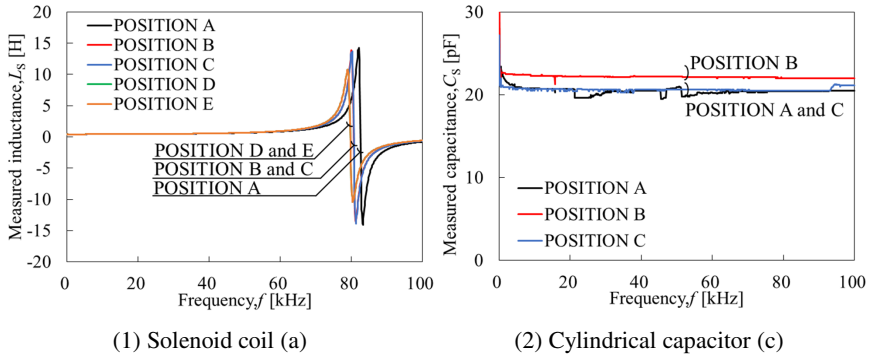 Measured inductance,LS [H]
20
15
10
5
0
-5
-10
-15
-20
POSITION A
POSITION B
POSITION C
POSITION D
POSITION E
POSITION D and E
POSITION B and C
POSITION A
0 20 40 60 80 100
Frequency,f [kHz]
(1) Solenoid coil (a)
Measured capacitance,CS [pF]
30
20
10
0
POSITION B
POSITION A and C
POSITION A
POSITION B
POSITION C
0 20 40 60 80 100
Frequency,f [kHz]
(2) Cylindrical capacitor (c)